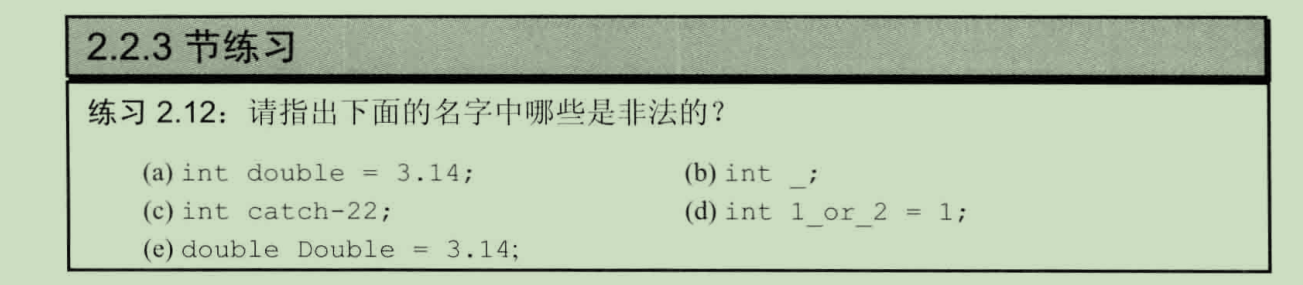 2.2.3 节练习
练习 2.12：请指出下面的名字中哪些是非法的？
(a) int double = 3.14; (b) int _;
(c) int catch-22; (d) int 1_or_2 = 1;
(e) double Double = 3.14;